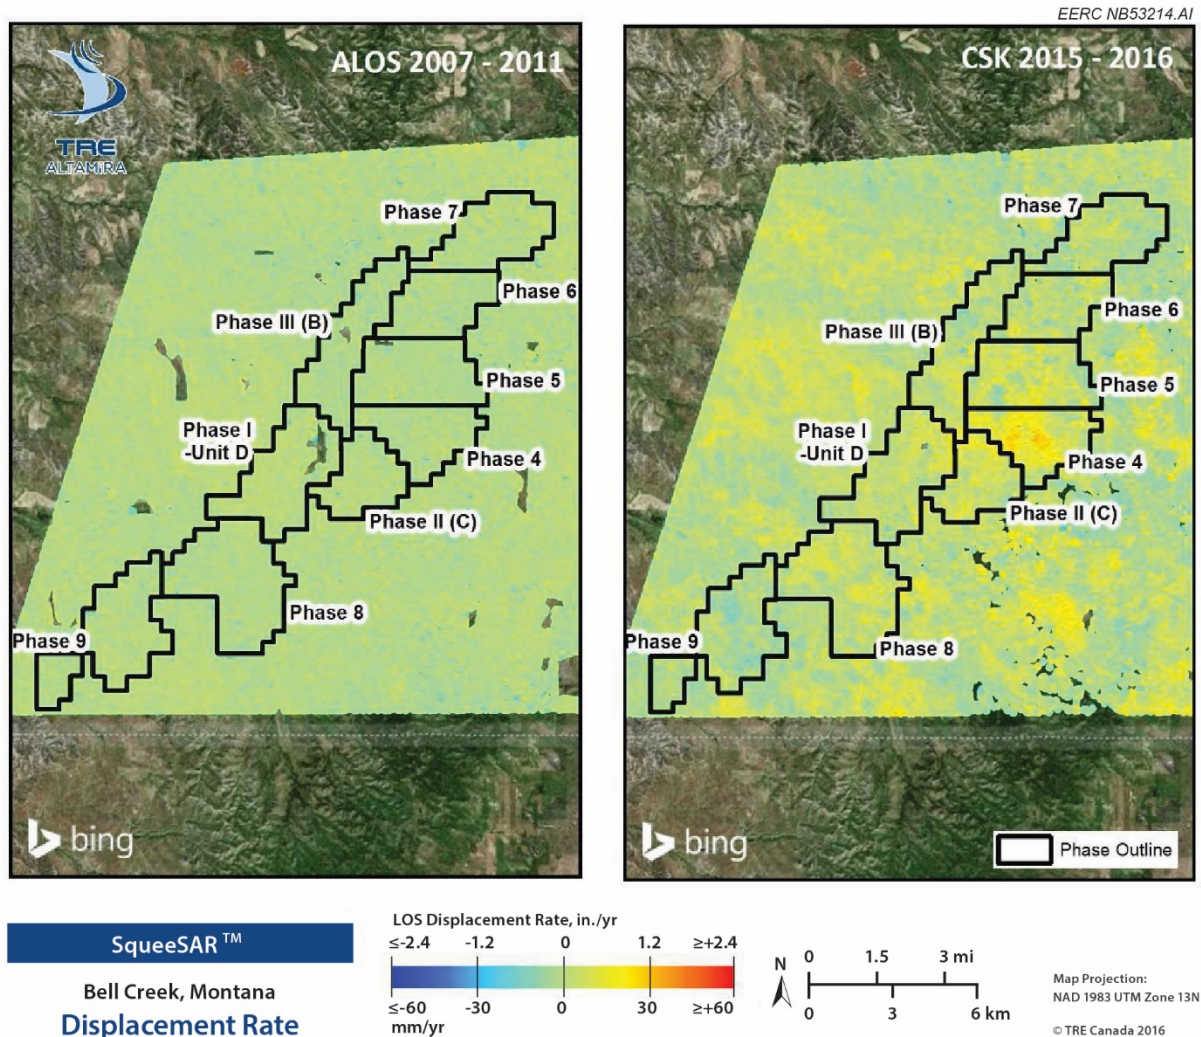 EERC NB53214.AI
ALOS 2007 - 2011
TRE
ALTAMIRA
Phase 7
Phase 6
Phase III (B)
Phase 5
Phase I
-Unit D
Phase 4
Phase II (C)
Phase 8
Phase 9
bing
CSK 2015 - 2016
Phase 7
Phase 6
Phase III (B)
Phase 5
Phase I
-Unit D
Phase 4
Phase II (C)
Phase 8
Phase 9
bing
Phase Outline
SqueeSAR™
Bell Creek, Montana
Displacement Rate
LOS Displacement Rate, in./yr
≤-2.4 -1.2 0 1.2 ≥+2.4
≤-60 -30 0 30 ≥+60
mm/yr
N
0 1.5 3 mi
0 3 6 km
Map Projection:
NAD 1983 UTM Zone 13N
© TRE Canada 2016